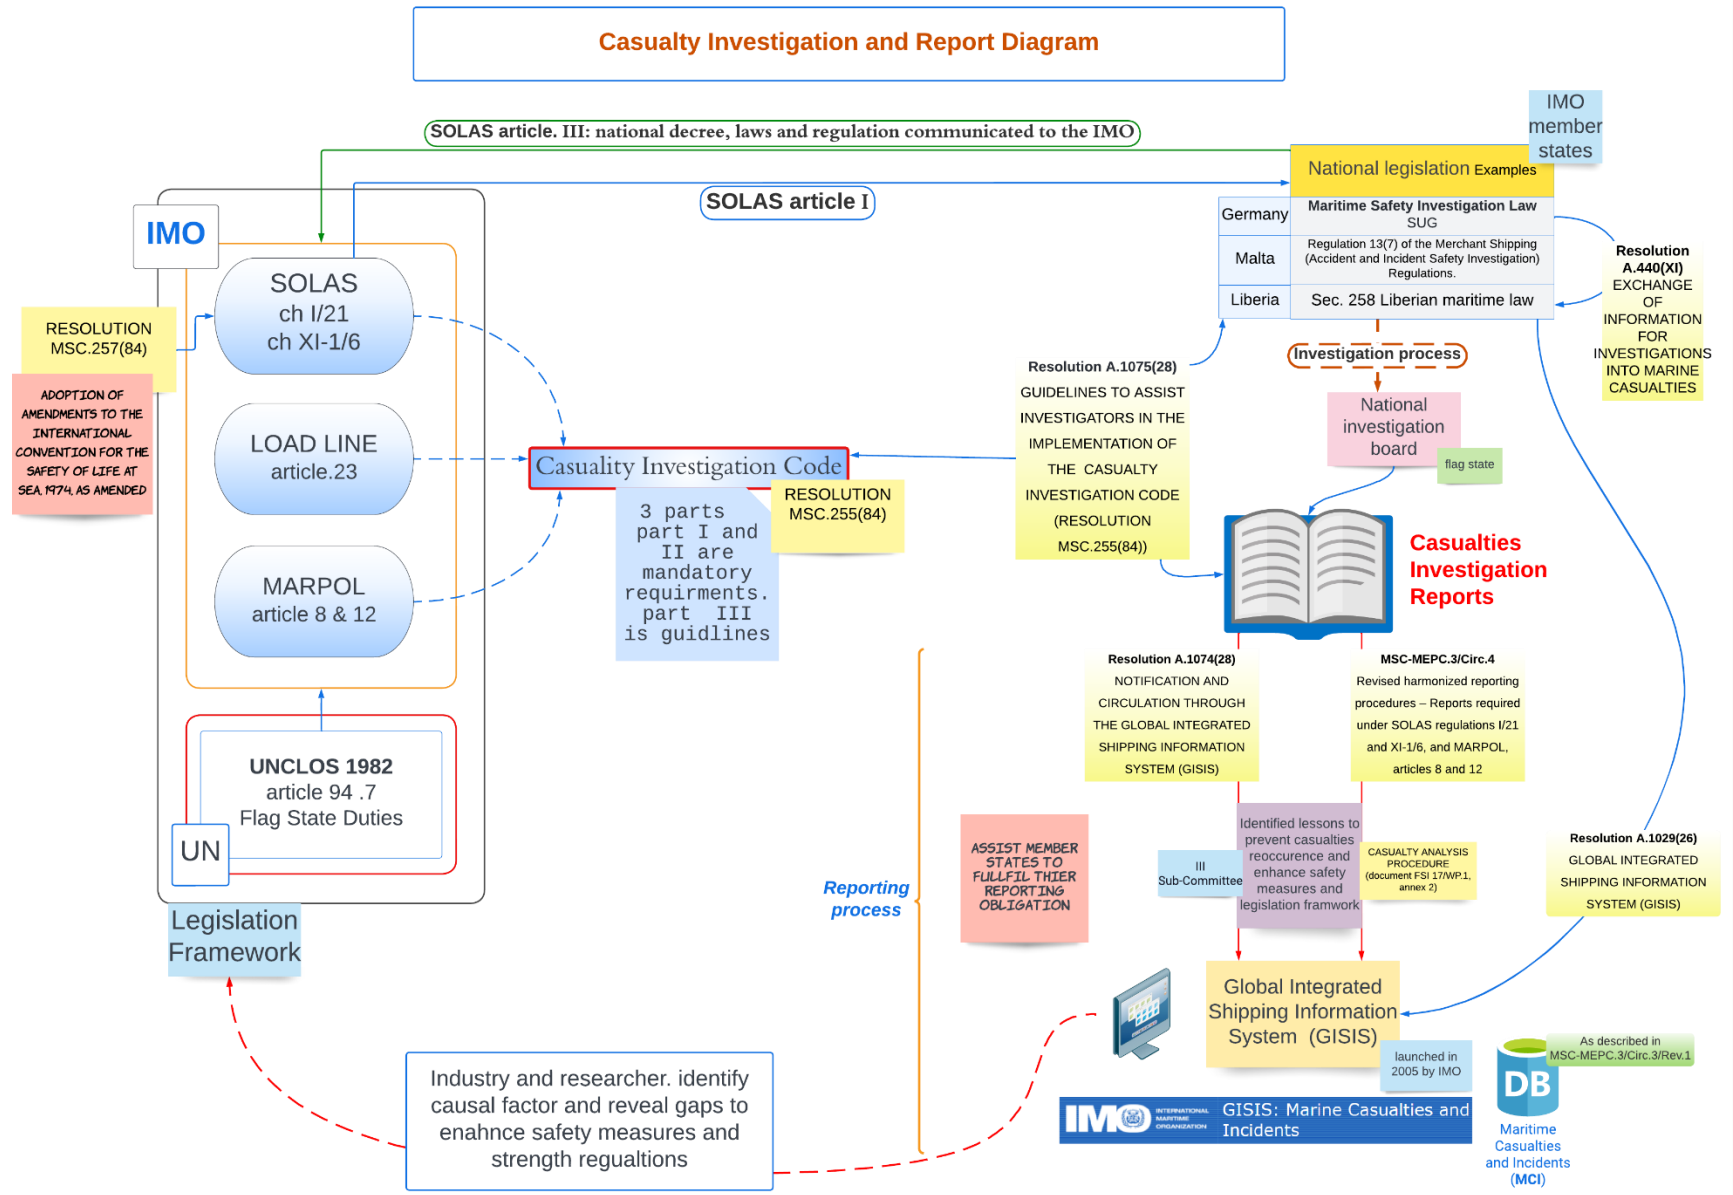 Casualty Investigation and Report Diagram
IMO
member
states
SOLAS article. III: national decree, laws and regulation communicated to the IMO
National legislation Examples
SOLAS article I
Germany
Maritime Safety Investigation Law
SUG
Malta
Regulation 13(7) of the Merchant Shipping
(Accident and Incident Safety Investigation)
Regulations.
Liberia
Sec. 258 Liberian maritime law
Resolution
A.440(XI)
EXCHANGE
OF
INFORMATION
FOR
INVESTIGATIONS
INTO MARINE
CASUALTIES
IMO
SOLAS
ch I/21
ch XI-1/6
RESOLUTION
MSC.257(84)
ADOPTION OF
AMENDMENTS TO THE
INTERNATIONAL
CONVENTION FOR THE
SAFETY OF LIFE AT
SEA, 1974, AS AMENDED
LOAD LINE
article.23
MARPOL
article 8 & 12
Casuality Investigation Code
RESOLUTION
MSC.255(84)
3 parts
part I and
II are
mandatory
requirments.
part III
is guidlines
Resolution A.1075(28)
GUIDELINES TO ASSIST
INVESTIGATORS IN THE
IMPLEMENTATION OF
THE CASUALTY
INVESTIGATION CODE
(RESOLUTION
MSC.255(84))
Investigation process
National
investigation
board
flag state
Casualties
Investigation
Reports
UNCLOS 1982
article 94 .7
Flag State Duties
UN
Legislation
Framework
Resolution A.1074(28)
NOTIFICATION AND
CIRCULATION THROUGH
THE GLOBAL INTEGRATED
SHIPPING INFORMATION
SYSTEM (GISIS)
MSC-MEPC.3/Circ.4
Revised harmonized reporting
procedures – Reports required
under SOLAS regulations I/21
and XI-1/6, and MARPOL,
articles 8 and 12
Reporting
process
ASSIST MEMBER
STATES TO
FULLFIL THIER
REPORTING
OBLIGATION
III
Sub-Committee
Identified lessons to
prevent casualties
reoccurence and
enhance safety
measures and
legislation framwork
CASUALTY ANALYSIS
PROCEDURE
(document FSI 17/WP.1,
annex 2)
Resolution A.1029(26)
GLOBAL INTEGRATED
SHIPPING INFORMATION
SYSTEM (GISIS)
Global Integrated
Shipping Information
System (GISIS)
launched in
2005 by IMO
As described in
MSC-MEPC.3/Circ.3/Rev.1
DB
Maritime
Casualties
and Incidents
(MCI)
IMO
INTERNATIONAL
MARITIME
ORGANIZATION
GISIS: Marine Casualties and
Incidents
Industry and researcher. identify
causal factor and reveal gaps to
enahnce safety measures and
strength regualtions